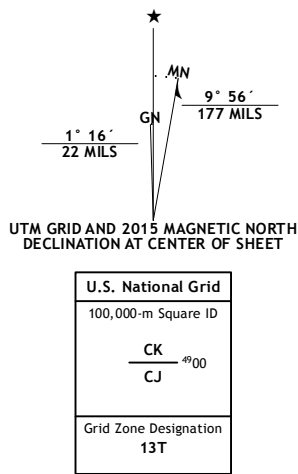 ★
MN
GN
1° 16´
22 MILS
9° 56´
177 MILS
UTM GRID AND 2015 MAGNETIC NORTH
DECLINATION AT CENTER OF SHEET
U.S. National Grid
100,000-m Square ID
CK
4900
CJ
Grid Zone Designation
13T